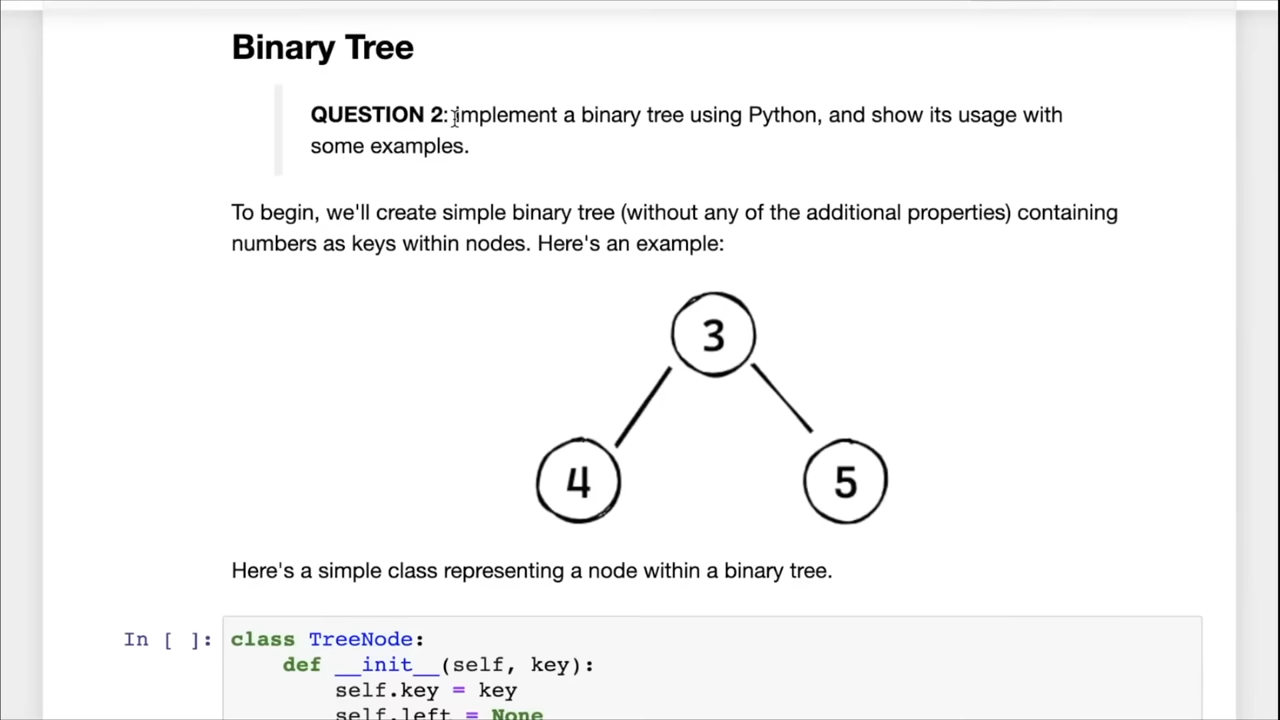 Binary Tree
QUESTION 2: implement a binary tree using Python, and show its usage with
some examples.
To begin, we'll create simple binary tree (without any of the additional properties) containing
numbers as keys within nodes. Here's an example:
3
4 5
Here's a simple class representing a node within a binary tree.
In [ ]: class TreeNode:
    def __init__(self, key):
        self.key = key
        self.left = None